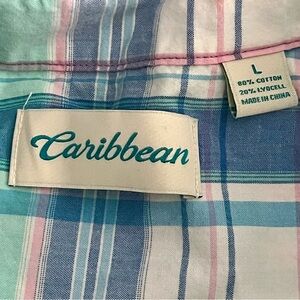 Caribbean
L
80% COTTON
20% LYOCELL
MADE IN CHINA